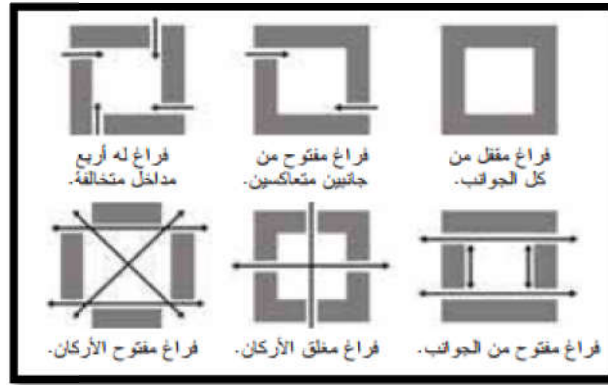 فراغ مقفل من
كل الجوانب.
فراغ مفتوح من
جانبين متعاكسين.
فراغ له أربع
مداخل متخالفة.
فراغ مفتوح من الجوانب.
فراغ مغلق الأركان.
فراغ مفتوح الأركان.